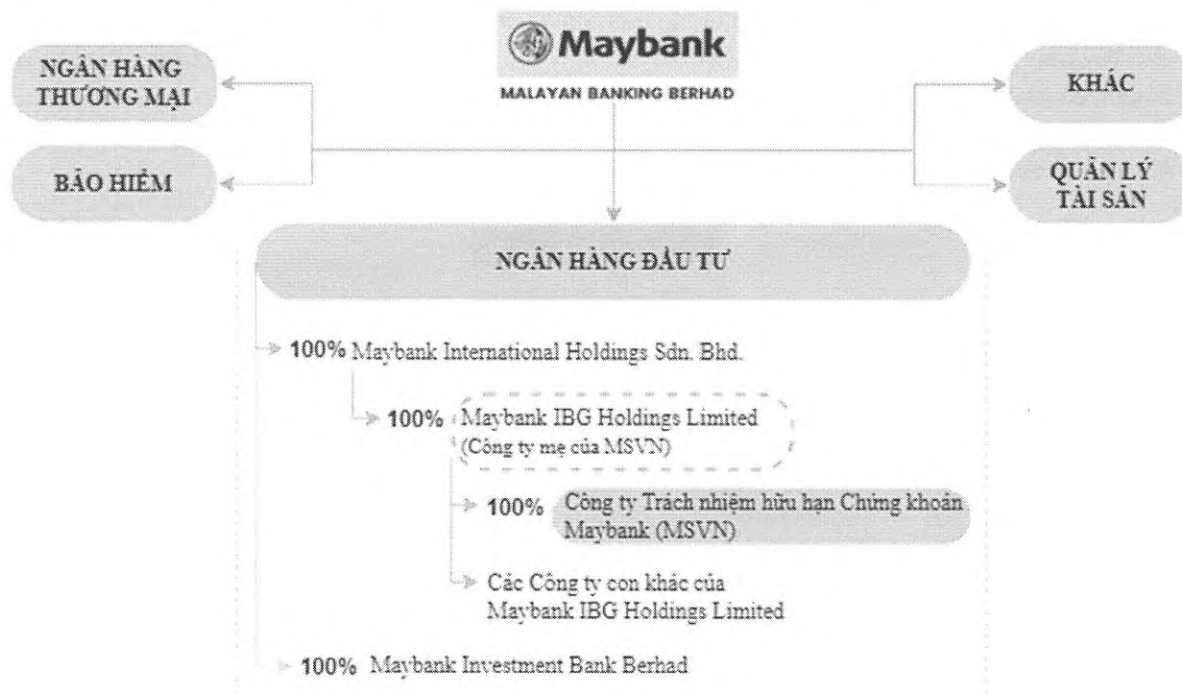 Maybank
MALAYAN BANKING BERHAD
NGÂN HÀNG
THƯƠNG MẠI
KHÁC
BẢO HIỂM
QUẢN LÝ
TÀI SẢN
NGÂN HÀNG ĐẦU TƯ
100% Maybank International Holdings Sdn. Bhd.
100% Maybank IBG Holdings Limited
(Công ty mẹ của MSVN)
100% Công ty Trách nhiệm hữu hạn Chứng khoán
Maybank (MSVN)
Các Công ty con khác của
Maybank IBG Holdings Limited
100% Maybank Investment Bank Berhad